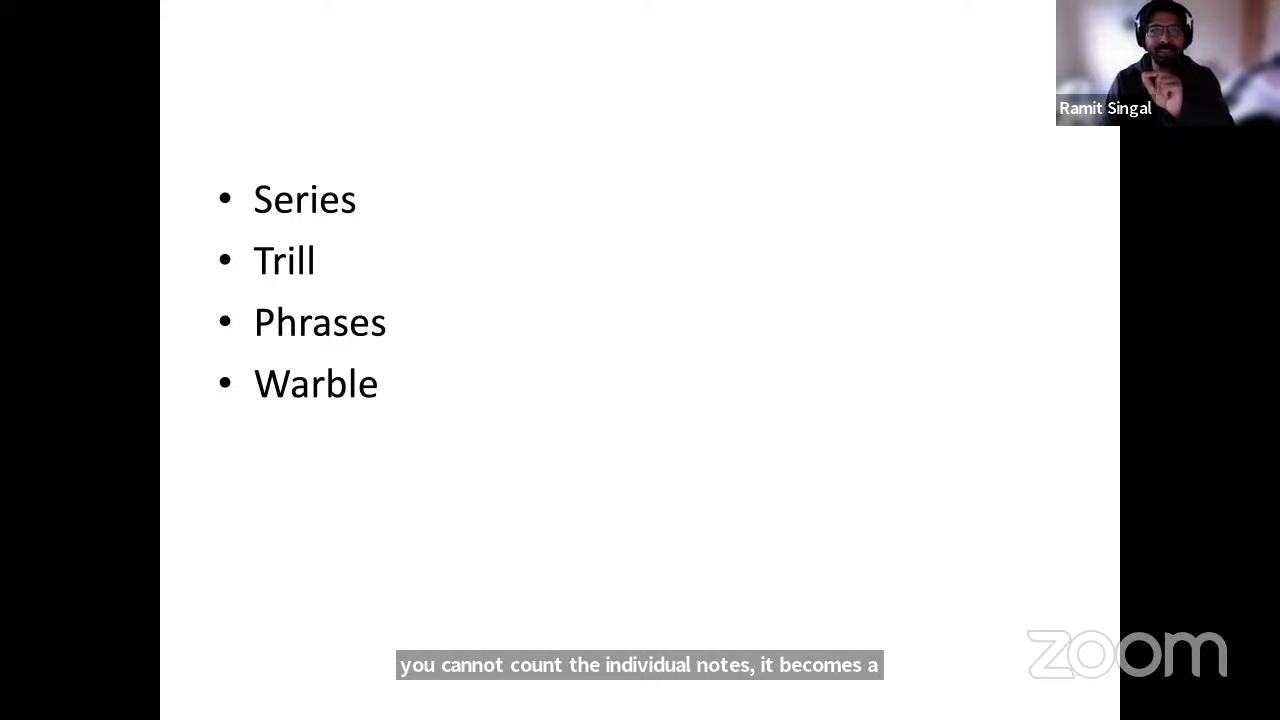 Ramit Singal
• Series
• Trill
• Phrases
• Warble
you cannot count the individual notes, it becomes a
zoom